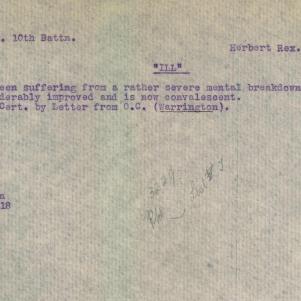 . 10th Battn.
Herbert Rex.
"ILL"
een suffering from a rather severe mental breakdown
derably improved and is now convalescent.
Cert. by Letter from O.C. (Warrington).
n
18